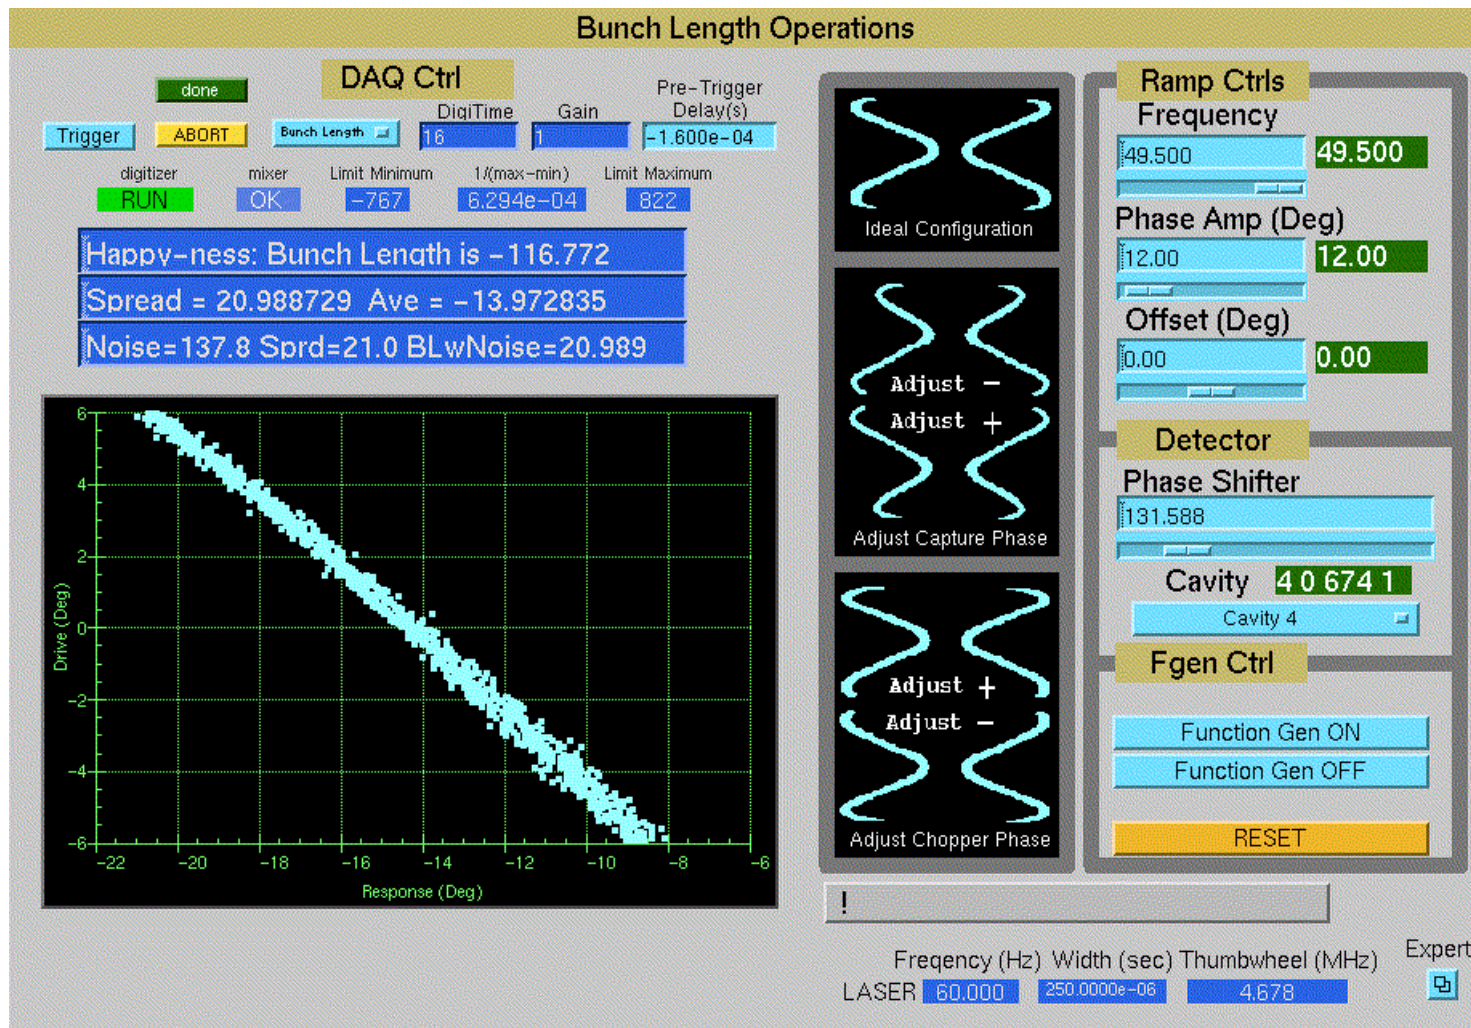 Bunch Length Operations
DAQ Ctrl
done
Trigger
ABORT
Bunch Length
DigiTime
16
Gain
1
Pre-Trigger
Delay(s)
-1.600e-04
digitizer
RUN
mixer
OK
Limit Minimum
-767
1/(max-min)
6.294e-04
Limit Maximum
822
Happy-ness: Bunch Length is -116.772
Spread = 20.988729 Ave = -13.972835
Noise=137.8 Sprd=21.0 BLwNoise=20.989
6
4
2
0
-2
-4
-6
Drive (Deg)
-22 -20 -18 -16 -14 -12 -10 -8 -6
Response (Deg)
Ideal Configuration
Adjust -
Adjust +
Adjust Capture Phase
Adjust +
Adjust -
Adjust Chopper Phase
Ramp Ctrls
Frequency
49.500 49.500
Phase Amp (Deg)
12.00 12.00
Offset (Deg)
0.00 0.00
Detector
Phase Shifter
131.588
Cavity 4 0 674 1
Cavity 4
Fgen Ctrl
Function Gen ON
Function Gen OFF
RESET
!
Freqency (Hz) Width (sec) Thumbwheel (MHz)
LASER 60.000 250.0000e-06 4.678
Expert